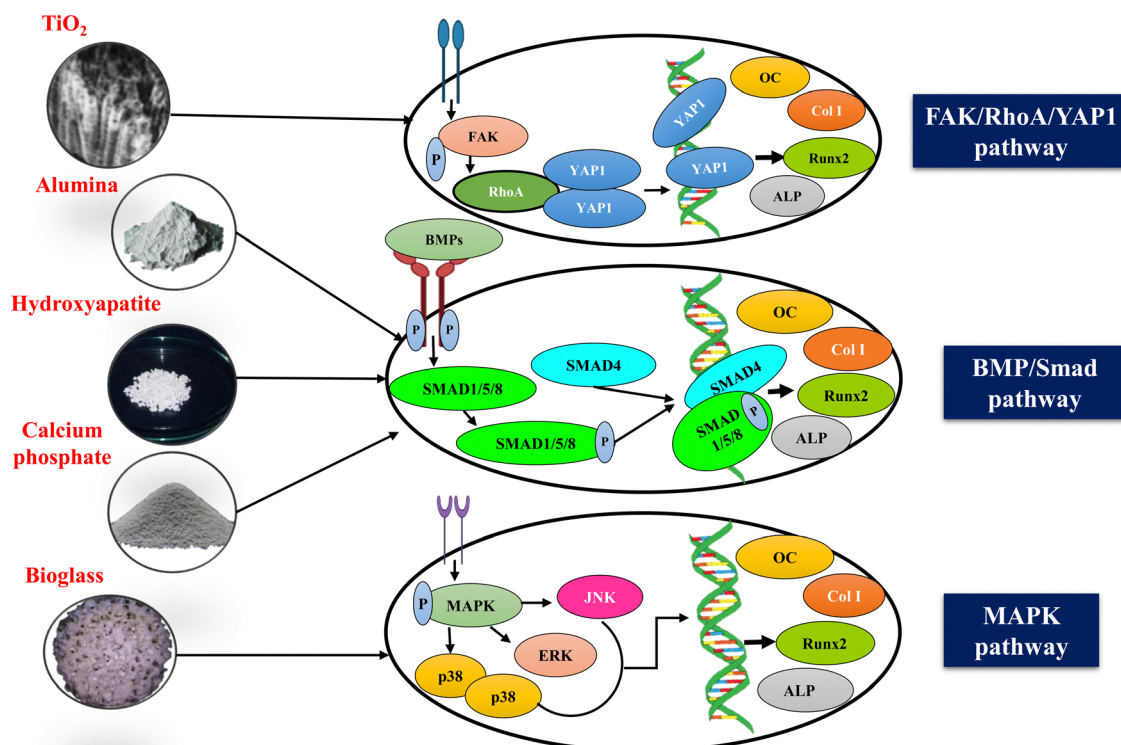 TiO₂
FAK
P
RhoA
YAP1
YAP1
YAP1
YAP1
OC
Col I
Runx2
ALP
FAK/RhoA/YAP1
pathway
Alumina
Hydroxyapatite
Calcium
phosphate
BMPs
P
P
SMAD1/5/8
SMAD1/5/8
P
SMAD4
SMAD4
SMAD
1/5/8
P
OC
Col I
Runx2
ALP
BMP/Smad
pathway
Bioglass
P
MAPK
JNK
ERK
p38
p38
OC
Col I
Runx2
ALP
MAPK
pathway